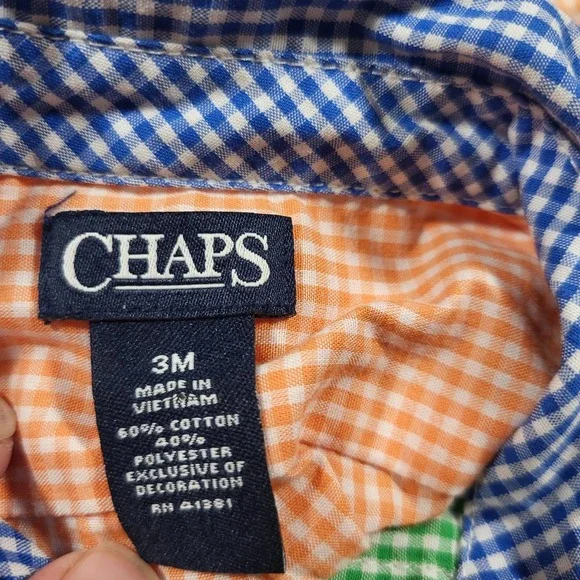 CHAPS
3M
MADE IN
VIETNAM
60% COTTON
40%
POLYESTER
EXCLUSIVE OF
DECORATION
RN 41381